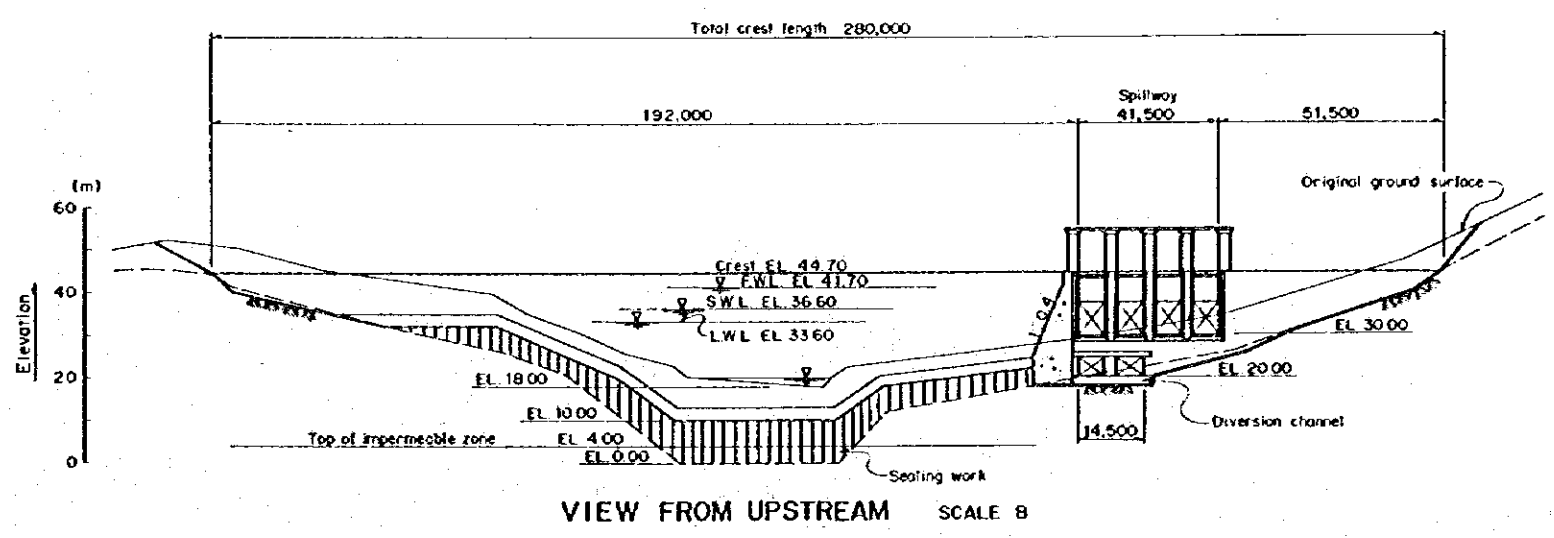 Total crest length 280,000
Spillway
192,000
41,500
51,500
(m)
Original ground surface
60
Crest EL 44.70
F.W.L. EL 41.70
40
S.W.L. EL 36.60
L.W.L EL 33.60
1:0.4
EL 30.00
Elevation
20
EL. 18.00
EL 20.00
EL 10.00
Diversion channel
Top of impermeable zone
EL 4.00
14,500
0
EL.0.00
Sealing work
VIEW FROM UPSTREAM SCALE B